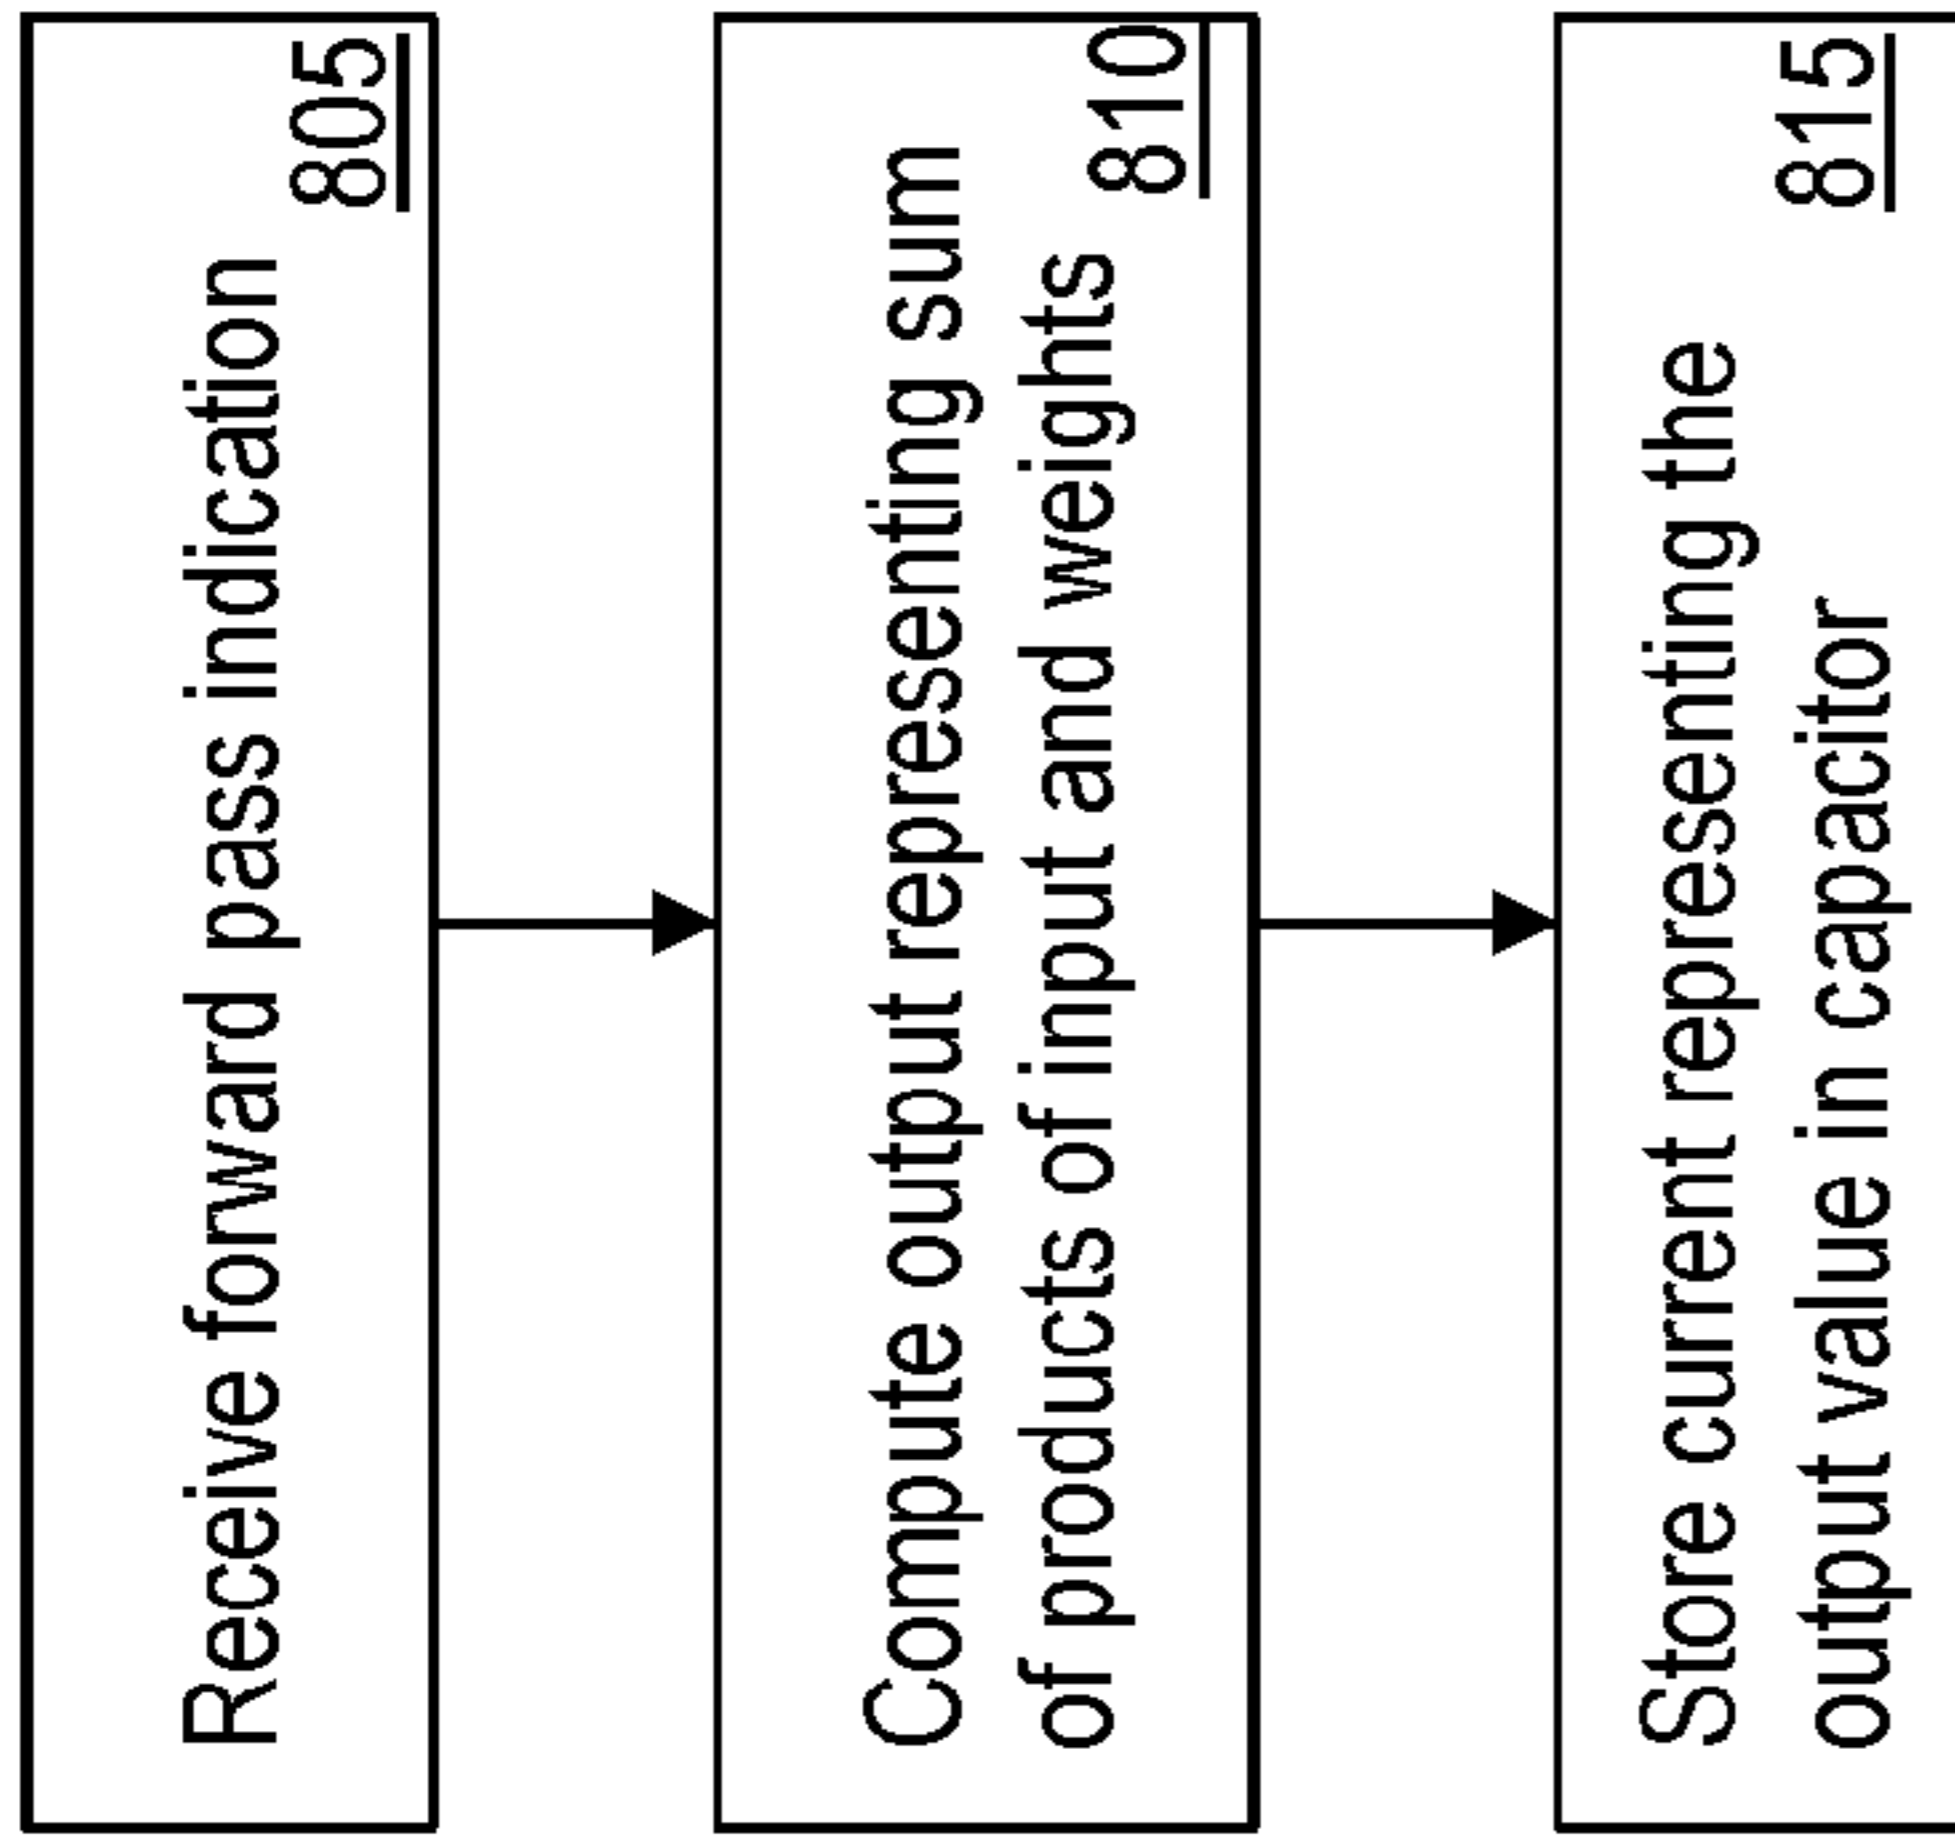 Receive forward pass indication
805
Compute output representing sum
of products of input and weights 810
Store current representing the
output value in capacitor 815